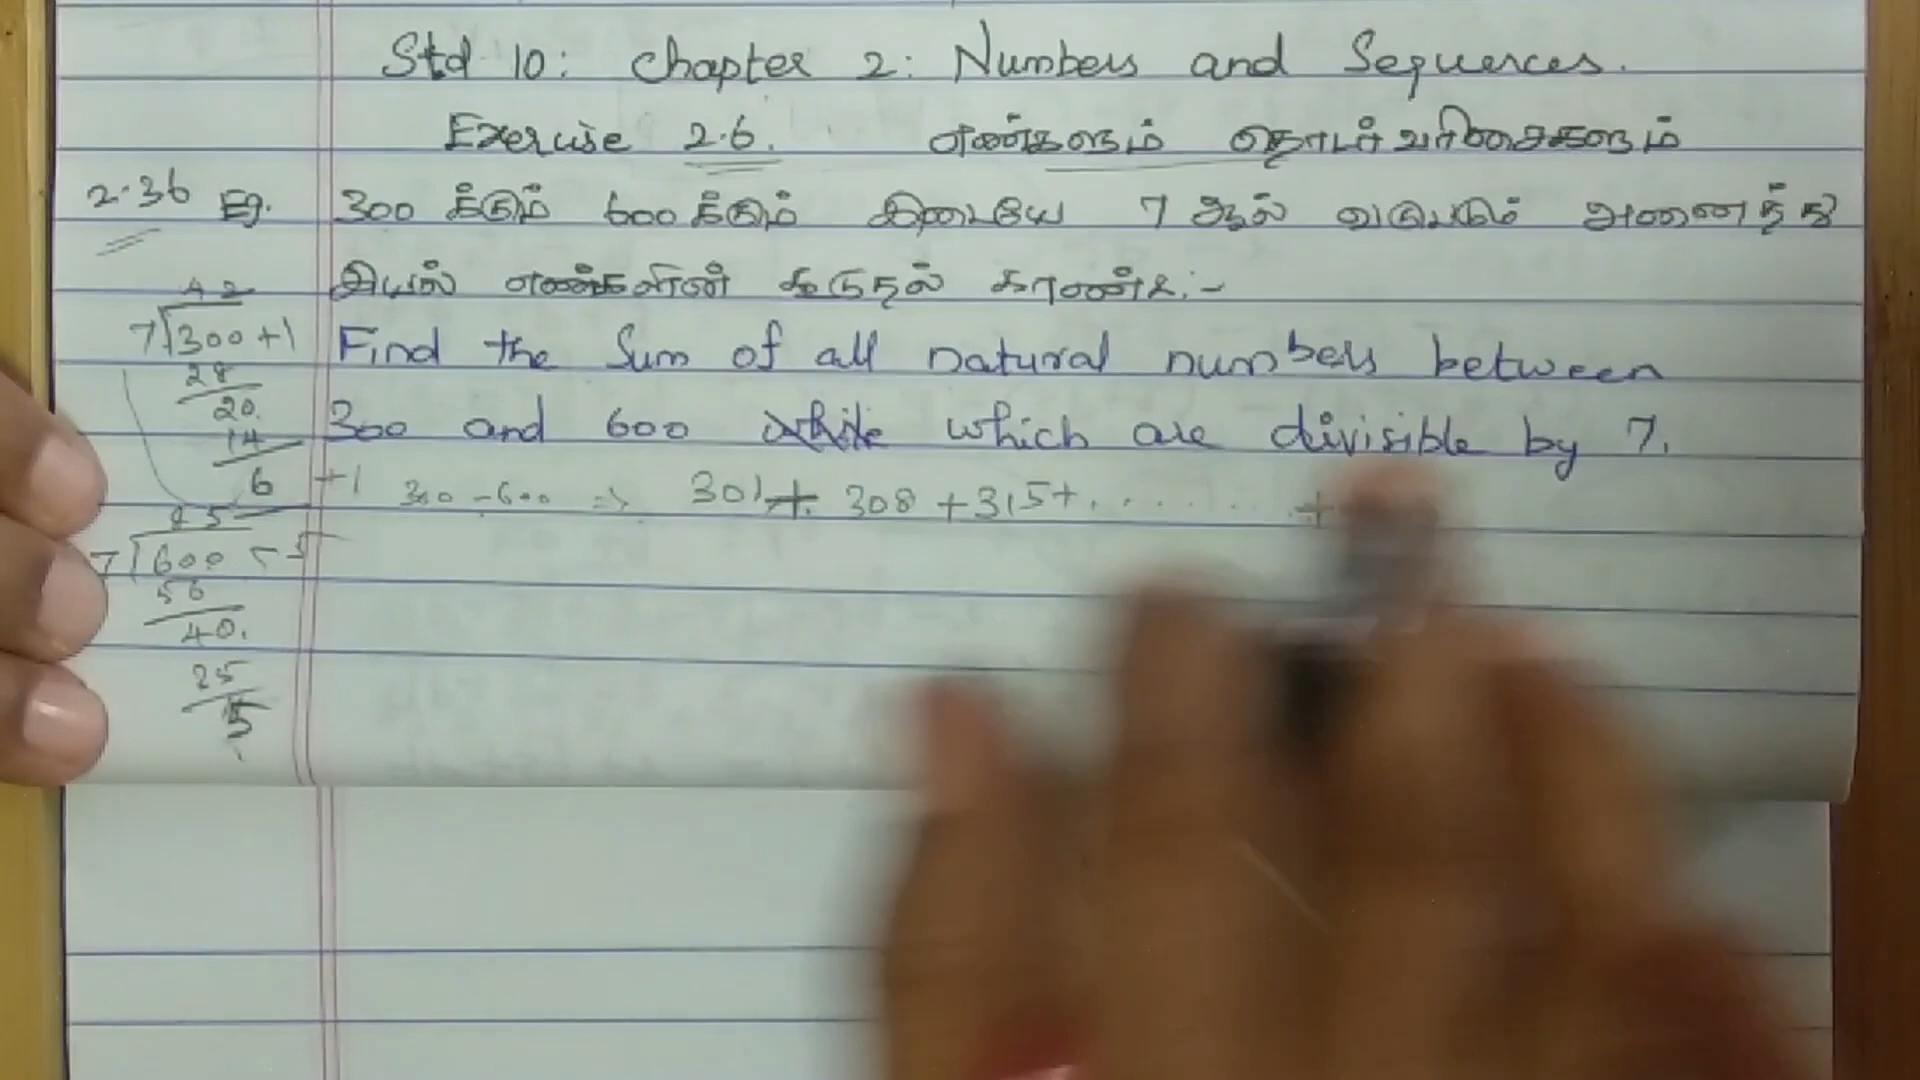 Std 10: Chapter 2: Numbers and Sequences.
Exercise 2.6. எண்களும் தொடர்வரிசைகளும்
2.36 Eg. 300 க்கும் 600 க்கும் இடையே 7 ஆல் வகுபடும் அனைத்து
இயல் எண்களின் கூடுதல் காண்க:-
Find the Sum of all natural numbers between
300 and 600 which are divisible by 7.
300 - 600 ⇒ 301 + 308 + 315 + ....... +
42
7 300 + 1
28
20.
14
6 +1
85
7 600 - 5
56
40.
25
5